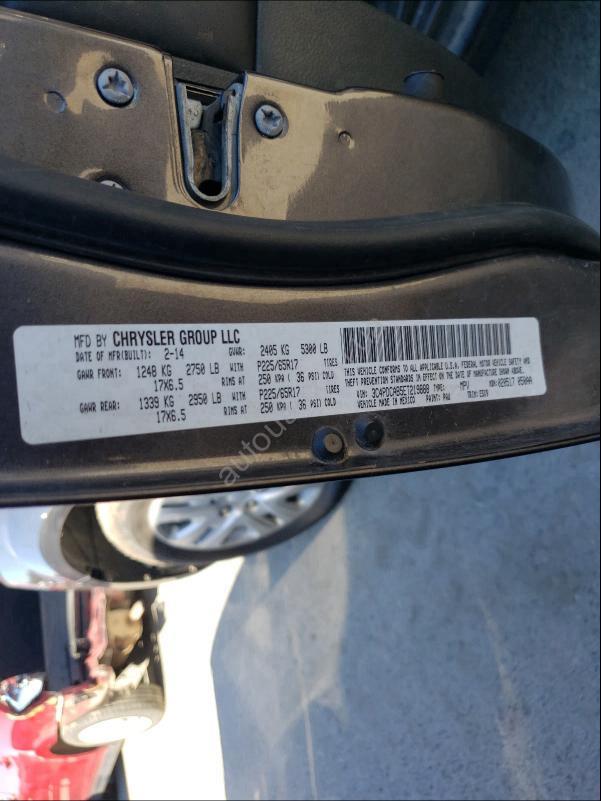 MFD BY CHRYSLER GROUP LLC
DATE OF MFR(BUILT): 2-14 GVWR: 2405 KG 5300 LB
GAWR FRONT: 1248 KG 2750 LB WITH P225/65R17 TIRES
17X6.5 RIMS AT 250 KPA ( 36 PSI) COLD
GAWR REAR: 1339 KG 2950 LB WITH P225/65R17 TIRES
17X6.5 RIMS AT 250 KPA ( 36 PSI) COLD
THIS VEHICLE CONFORMS TO ALL APPLICABLE U.S.A. FEDERAL MOTOR VEHICLE SAFETY AND
THEFT PREVENTION STANDARDS IN EFFECT ON THE DATE OF MANUFACTURE SHOWN ABOVE.
VIN: TYPE: MPV MDH:
VEHICLE MADE IN MEXICO PAINT: PAU